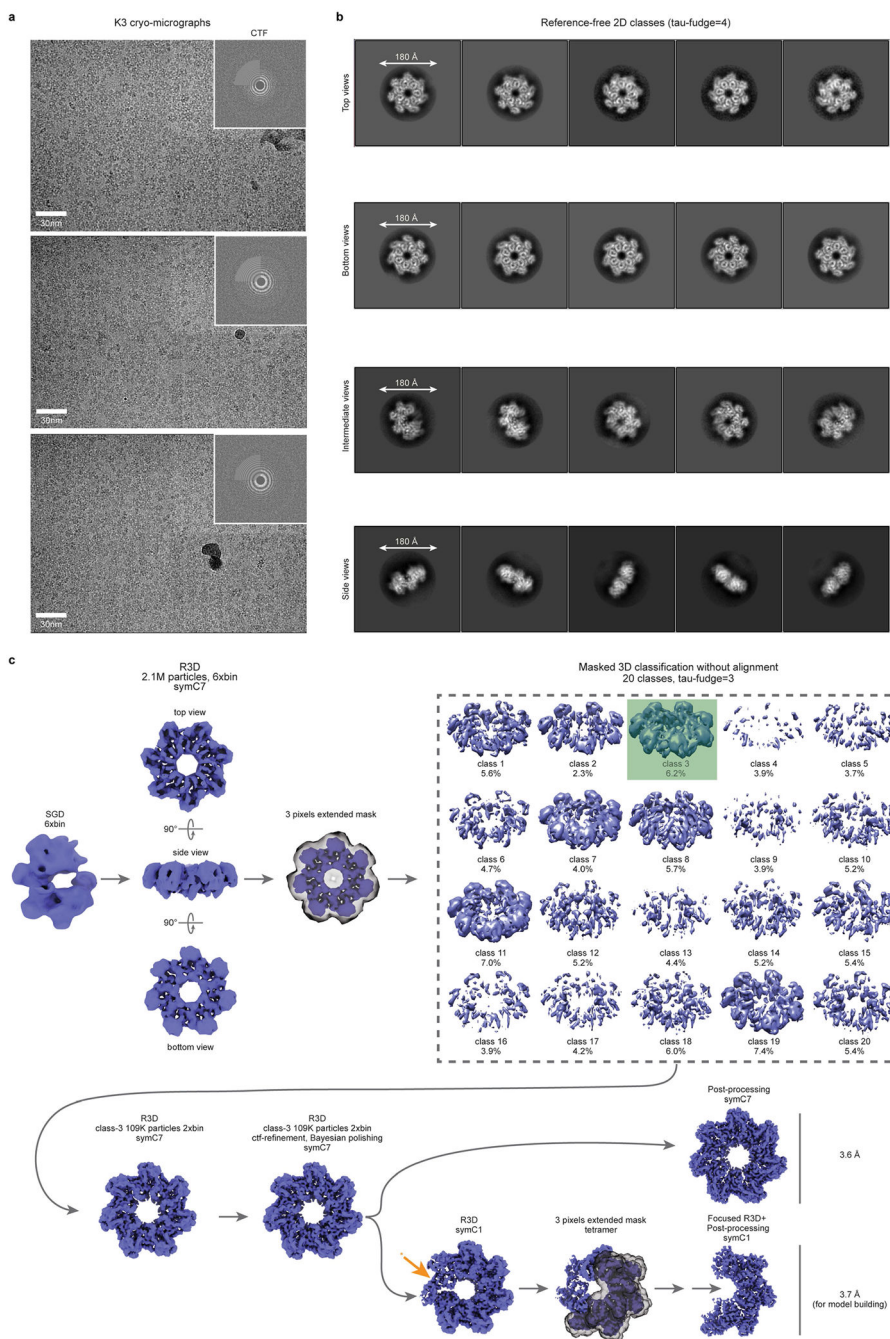 a
K3 cryo-micrographs
CTF
30nm
30nm
30nm
b
Reference-free 2D classes (tau-fudge=4)
Top views
180 Å
Bottom views
180 Å
Intermediate views
180 Å
Side views
180 Å
c
R3D
2.1M particles, 6xbin
symC7
top view
SGD
6xbin
90°
side view
90°
bottom view
3 pixels extended mask
Masked 3D classification without alignment
20 classes, tau-fudge=3
class 1
5.6%
class 2
2.3%
class 3
6.2%
class 4
3.9%
class 5
3.7%
class 6
4.7%
class 7
4.0%
class 8
5.7%
class 9
3.9%
class 10
5.2%
class 11
7.0%
class 12
5.2%
class 13
4.4%
class 14
5.2%
class 15
5.4%
class 16
3.9%
class 17
4.2%
class 18
6.0%
class 19
7.4%
class 20
5.4%
R3D
class-3 109K particles 2xbin
symC7
R3D
class-3 109K particles 2xbin
ctf-refinement, Bayesian polishing
symC7
Post-processing
symC7
3.6 Å
R3D
symC1
3 pixels extended mask
tetramer
Focused R3D+
Post-processing
symC1
3.7 Å
(for model building)